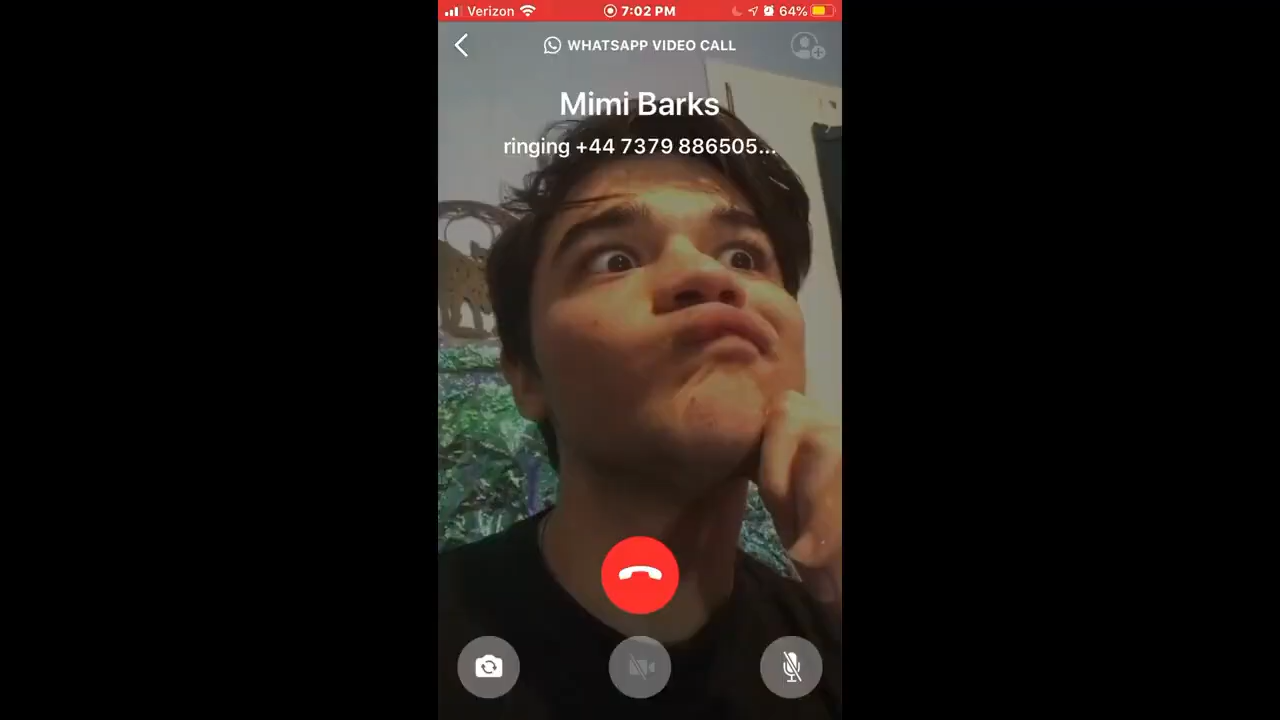 Verizon 7:02 PM 64%
WHATSAPP VIDEO CALL
Mimi Barks
ringing +44 7379 886505...